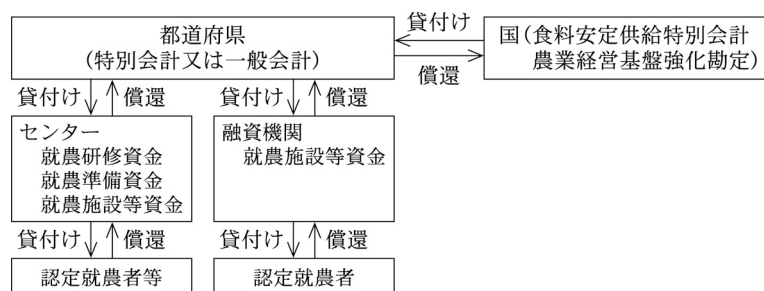 都道府県
(特別会計又は一般会計)
貸付け
償還
国(食料安定供給特別会計
農業経営基盤強化勘定)
貸付け 償還
貸付け 償還
センター
就農研修資金
就農準備資金
就農施設等資金
融資機関
就農施設等資金
貸付け 償還
貸付け 償還
認定就農者等
認定就農者